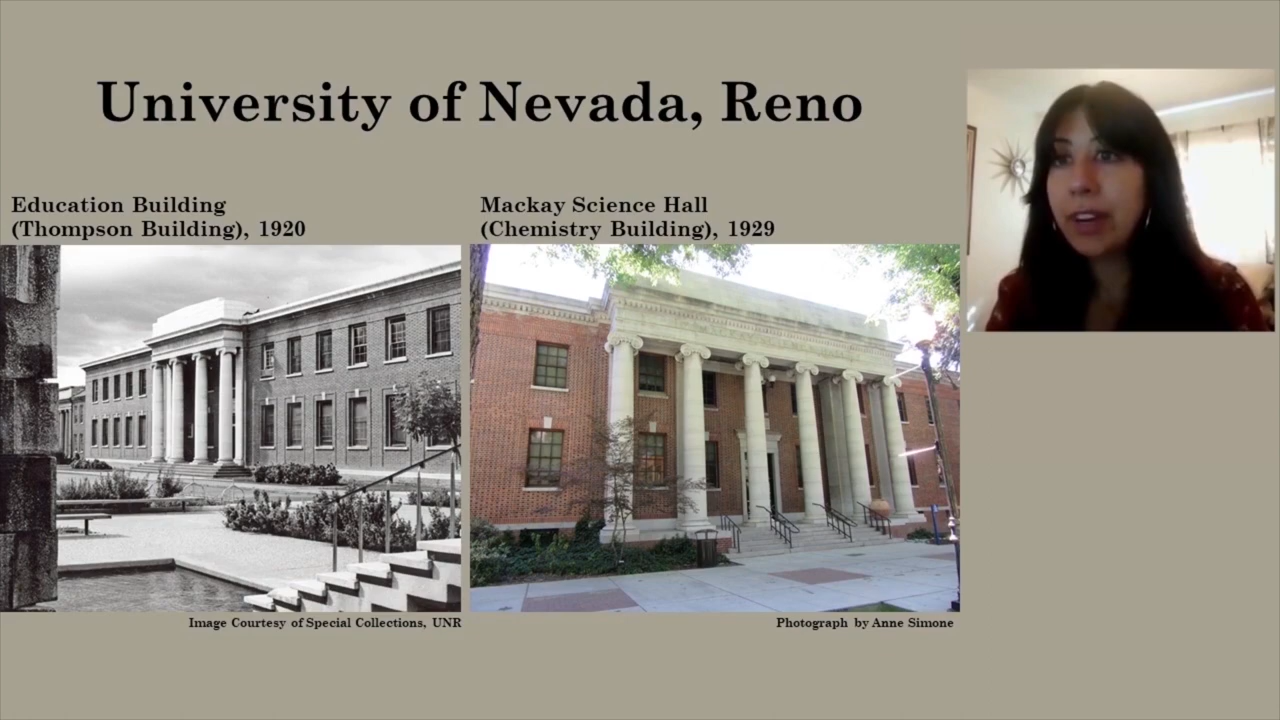 University of Nevada, Reno
Education Building
(Thompson Building), 1920
Mackay Science Hall
(Chemistry Building), 1929
Image Courtesy of Special Collections, UNR
Photograph by Anne Simone